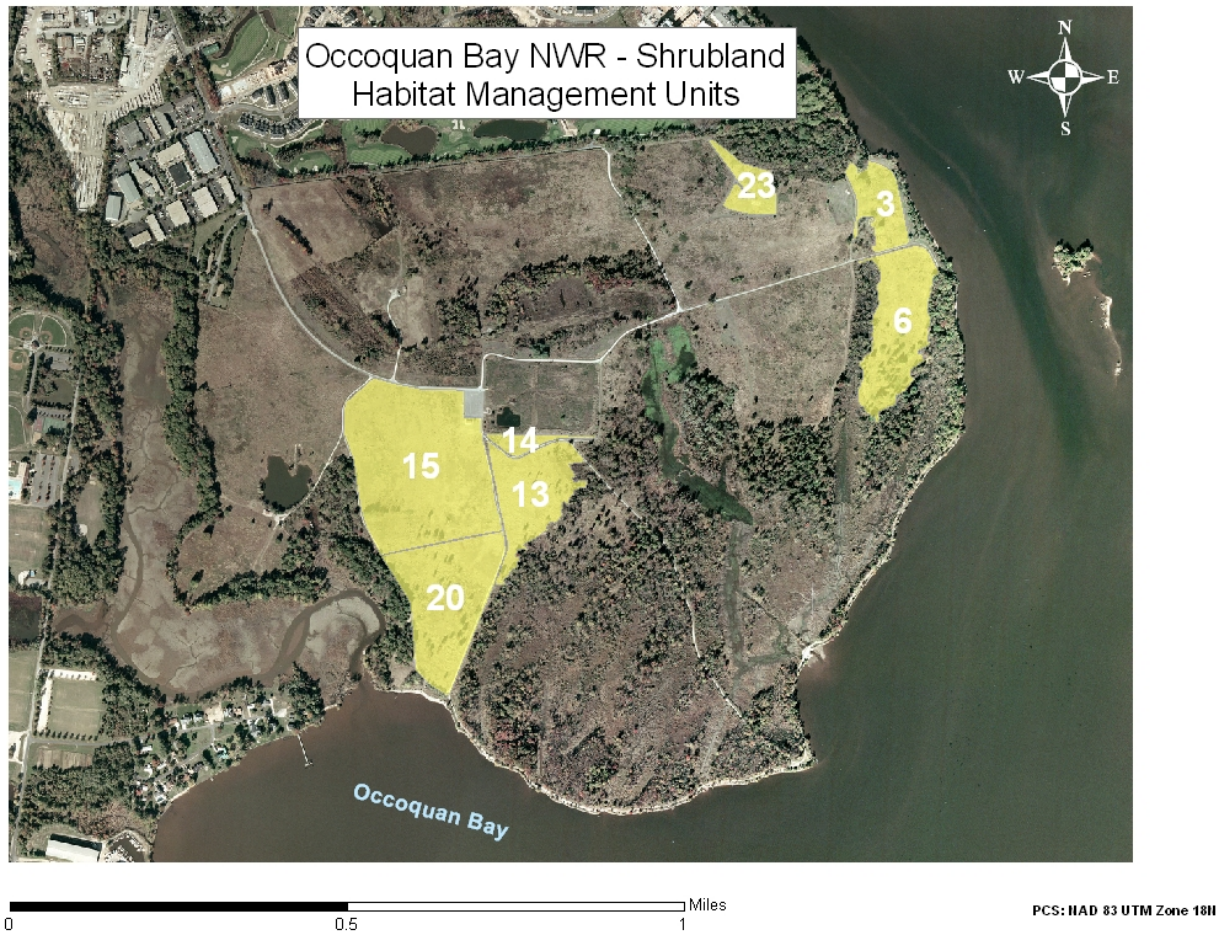 Occoquan Bay NWR - Shrubland
Habitat Management Units
N
W E
S
23
3
6
14
15
13
20
Occoquan Bay
0 0.5 1 Miles
PCS: NAD 83 UTM Zone 18N